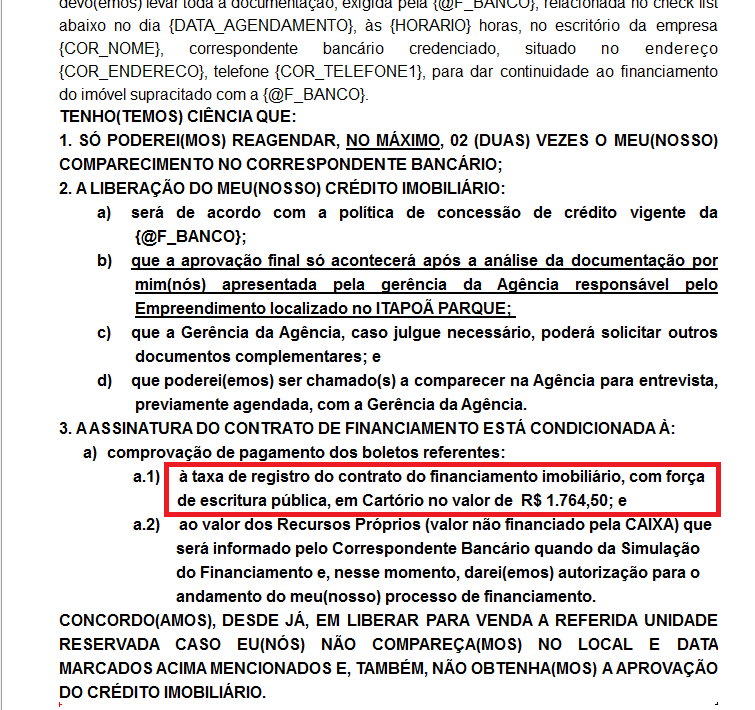 devo(emos) levar toda a documentação, exigida pela {@F_BANCO}, relacionada no check list
abaixo no dia {DATA_AGENDAMENTO}, às {HORARIO} horas, no escritório da empresa
{COR_NOME}, correspondente bancário credenciado, situado no endereço
{COR_ENDERECO}, telefone {COR_TELEFONE1}, para dar continuidade ao financiamento
do imóvel supracitado com a {@F_BANCO}.
TENHO(TEMOS) CIÊNCIA QUE:
1. SÓ PODEREI(MOS) REAGENDAR, NO MÁXIMO, 02 (DUAS) VEZES O MEU(NOSSO)
COMPARECIMENTO NO CORRESPONDENTE BANCÁRIO;
2. A LIBERAÇÃO DO MEU(NOSSO) CRÉDITO IMOBILIÁRIO:
a) será de acordo com a política de concessão de crédito vigente da
{@F_BANCO};
b) que a aprovação final só acontecerá após a análise da documentação por
mim(nós) apresentada pela gerência da Agência responsável pelo
Empreendimento localizado no ITAPOÃ PARQUE;
c) que a Gerência da Agência, caso julgue necessário, poderá solicitar outros
documentos complementares; e
d) que poderei(emos) ser chamado(s) a comparecer na Agência para entrevista,
previamente agendada, com a Gerência da Agência.
3. A ASSINATURA DO CONTRATO DE FINANCIAMENTO ESTÁ CONDICIONADA À:
a) comprovação de pagamento dos boletos referentes:
a.1) à taxa de registro do contrato do financiamento imobiliário, com força
de escritura pública, em Cartório no valor de R$ 1.764,50; e
a.2) ao valor dos Recursos Próprios (valor não financiado pela CAIXA) que
será informado pelo Correspondente Bancário quando da Simulação
do Financiamento e, nesse momento, darei(emos) autorização para o
andamento do meu(nosso) processo de financiamento.
CONCORDO(AMOS), DESDE JÁ, EM LIBERAR PARA VENDA A REFERIDA UNIDADE
RESERVADA CASO EU(NÓS) NÃO COMPAREÇA(MOS) NO LOCAL E DATA
MARCADOS ACIMA MENCIONADOS E, TAMBÉM, NÃO OBTENHA(MOS) A APROVAÇÃO
DO CRÉDITO IMOBILIÁRIO.